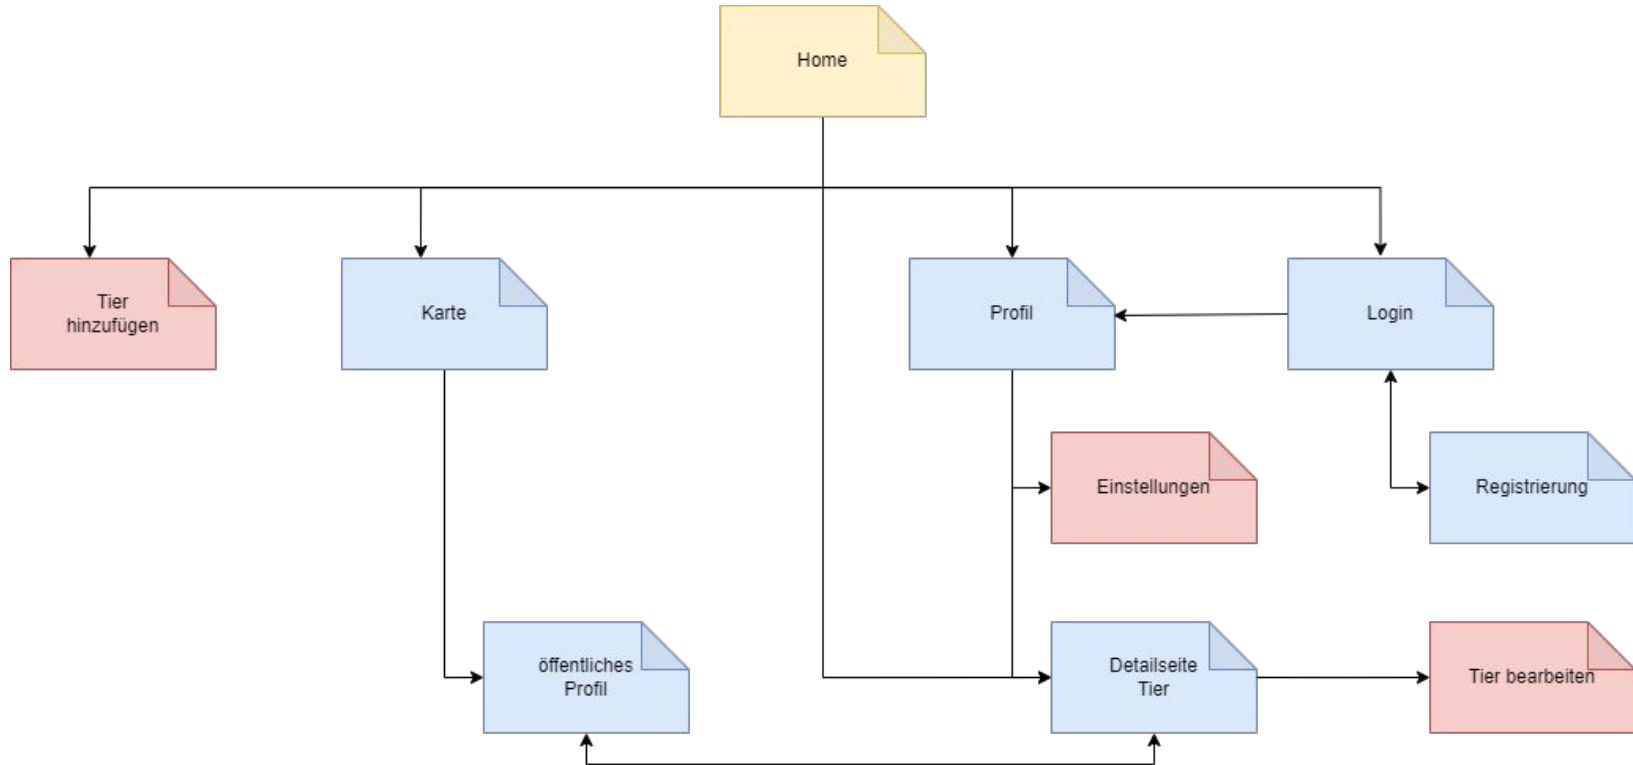 Home
Tier
hinzufügen
Karte
Profil
Login
Einstellungen
Registrierung
öffentliches
Profil
Detailseite
Tier
Tier bearbeiten